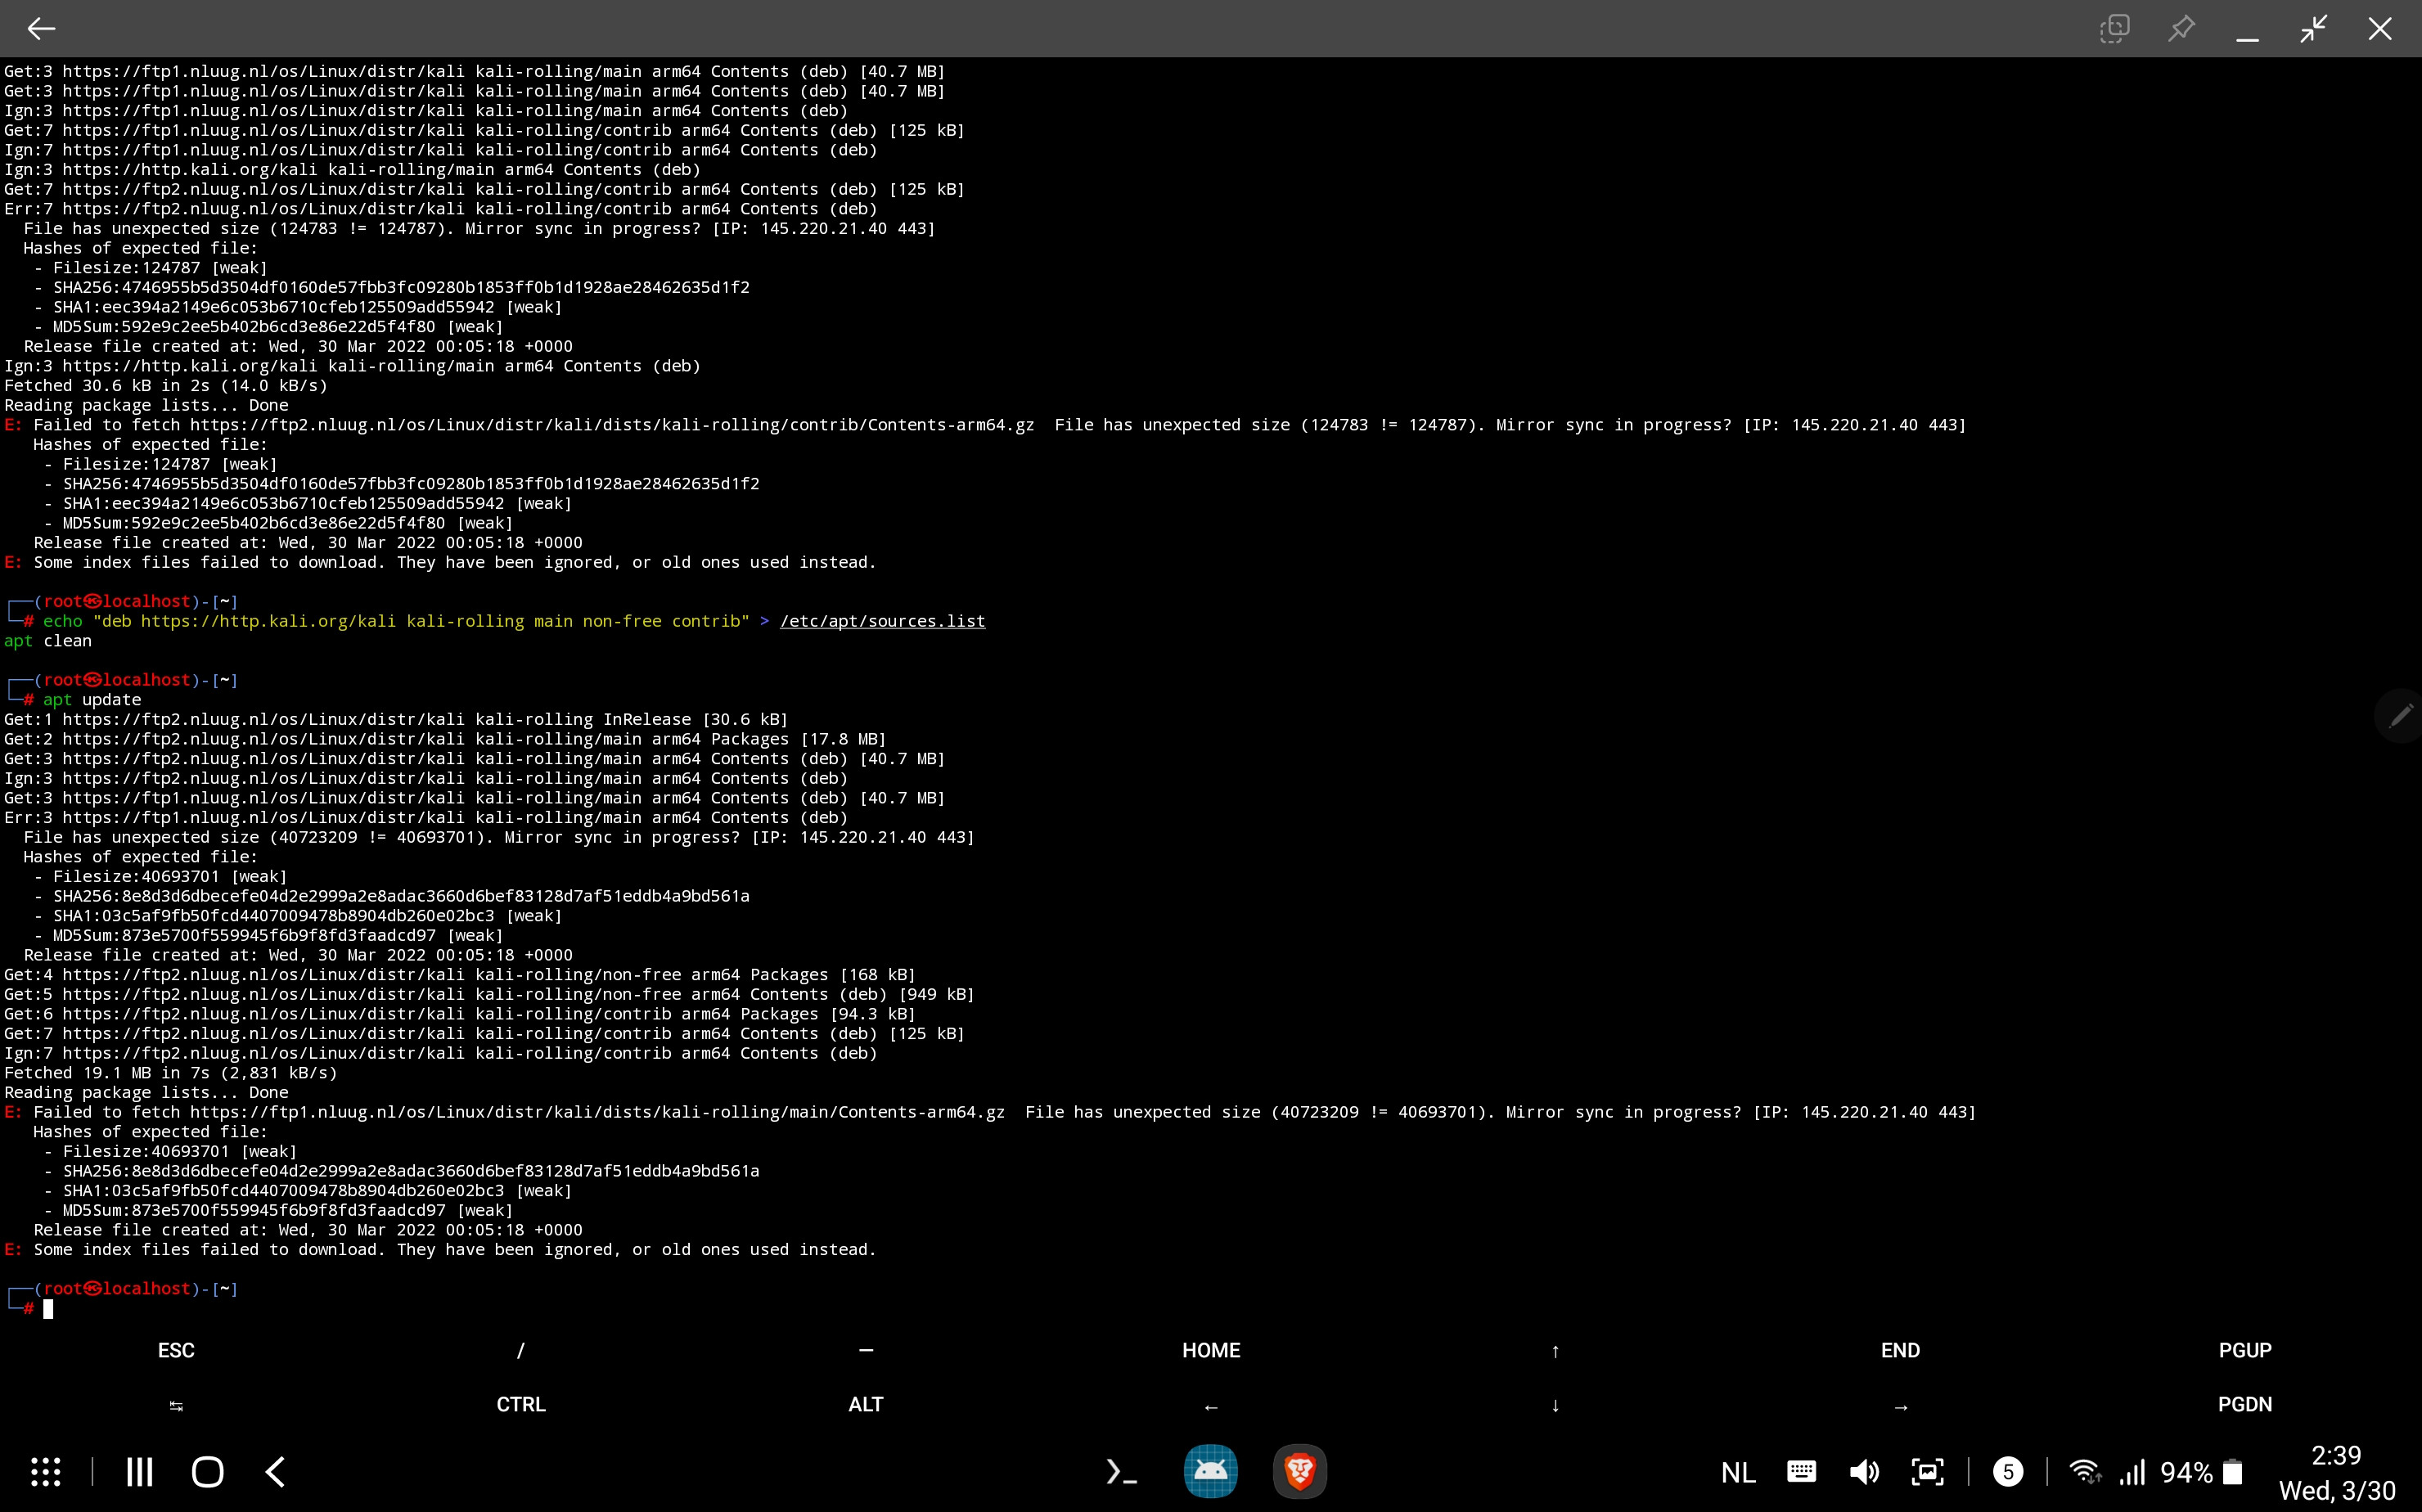 Get:3 https://ftp1.nluug.nl/os/Linux/distr/kali kali-rolling/main arm64 Contents (deb) [40.7 MB]
Get:3 https://ftp1.nluug.nl/os/Linux/distr/kali kali-rolling/main arm64 Contents (deb) [40.7 MB]
Ign:3 https://ftp1.nluug.nl/os/Linux/distr/kali kali-rolling/main arm64 Contents (deb)
Get:7 https://ftp1.nluug.nl/os/Linux/distr/kali kali-rolling/contrib arm64 Contents (deb) [125 kB]
Ign:7 https://ftp1.nluug.nl/os/Linux/distr/kali kali-rolling/contrib arm64 Contents (deb)
Ign:3 https://http.kali.org/kali kali-rolling/main arm64 Contents (deb)
Get:7 https://ftp2.nluug.nl/os/Linux/distr/kali kali-rolling/contrib arm64 Contents (deb) [125 kB]
Err:7 https://ftp2.nluug.nl/os/Linux/distr/kali kali-rolling/contrib arm64 Contents (deb)
File has unexpected size (124783 != 124787). Mirror sync in progress? [IP: 145.220.21.40 443]
Hashes of expected file:
- Filesize:124787 [weak]
- SHA256:4746955b5d3504df0160de57fbb3fc09280b1853ff0b1d1928ae28462635d1f2
- SHA1:eec394a2149e6c053b6710cfeb125509add55942 [weak]
- MD5Sum:592e9c2ee5b402b6cd3e86e22d5f4f80 [weak]
Release file created at: Wed, 30 Mar 2022 00:05:18 +0000
Ign:3 https://http.kali.org/kali kali-rolling/main arm64 Contents (deb)
Fetched 30.6 kB in 2s (14.0 kB/s)
Reading package lists... Done
E: Failed to fetch https://ftp2.nluug.nl/os/Linux/distr/kali/dists/kali-rolling/contrib/Contents-arm64.gz  File has unexpected size (124783 != 124787). Mirror sync in progress? [IP: 145.220.21.40 443]
Hashes of expected file:
- Filesize:124787 [weak]
- SHA256:4746955b5d3504df0160de57fbb3fc09280b1853ff0b1d1928ae28462635d1f2
- SHA1:eec394a2149e6c053b6710cfeb125509add55942 [weak]
- MD5Sum:592e9c2ee5b402b6cd3e86e22d5f4f80 [weak]
Release file created at: Wed, 30 Mar 2022 00:05:18 +0000
E: Some index files failed to download. They have been ignored, or old ones used instead.
┌──(root㉿localhost)-[~]
└─# echo "deb https://http.kali.org/kali kali-rolling main non-free contrib" > /etc/apt/sources.list
apt clean
┌──(root㉿localhost)-[~]
└─# apt update
Get:1 https://ftp2.nluug.nl/os/Linux/distr/kali kali-rolling InRelease [30.6 kB]
Get:2 https://ftp2.nluug.nl/os/Linux/distr/kali kali-rolling/main arm64 Packages [17.8 MB]
Get:3 https://ftp2.nluug.nl/os/Linux/distr/kali kali-rolling/main arm64 Contents (deb) [40.7 MB]
Ign:3 https://ftp2.nluug.nl/os/Linux/distr/kali kali-rolling/main arm64 Contents (deb)
Get:3 https://ftp1.nluug.nl/os/Linux/distr/kali kali-rolling/main arm64 Contents (deb) [40.7 MB]
Err:3 https://ftp1.nluug.nl/os/Linux/distr/kali kali-rolling/main arm64 Contents (deb)
File has unexpected size (40723209 != 40693701). Mirror sync in progress? [IP: 145.220.21.40 443]
Hashes of expected file:
- Filesize:40693701 [weak]
- SHA256:8e8d3d6dbecefe04d2e2999a2e8adac3660d6bef83128d7af51eddb4a9bd561a
- SHA1:03c5af9fb50fcd4407009478b8904db260e02bc3 [weak]
- MD5Sum:873e5700f559945f6b9f8fd3faadcd97 [weak]
Release file created at: Wed, 30 Mar 2022 00:05:18 +0000
Get:4 https://ftp2.nluug.nl/os/Linux/distr/kali kali-rolling/non-free arm64 Packages [168 kB]
Get:5 https://ftp2.nluug.nl/os/Linux/distr/kali kali-rolling/non-free arm64 Contents (deb) [949 kB]
Get:6 https://ftp2.nluug.nl/os/Linux/distr/kali kali-rolling/contrib arm64 Packages [94.3 kB]
Get:7 https://ftp2.nluug.nl/os/Linux/distr/kali kali-rolling/contrib arm64 Contents (deb) [125 kB]
Ign:7 https://ftp2.nluug.nl/os/Linux/distr/kali kali-rolling/contrib arm64 Contents (deb)
Fetched 19.1 MB in 7s (2,831 kB/s)
Reading package lists... Done
E: Failed to fetch https://ftp1.nluug.nl/os/Linux/distr/kali/dists/kali-rolling/main/Contents-arm64.gz  File has unexpected size (40723209 != 40693701). Mirror sync in progress? [IP: 145.220.21.40 443]
Hashes of expected file:
- Filesize:40693701 [weak]
- SHA256:8e8d3d6dbecefe04d2e2999a2e8adac3660d6bef83128d7af51eddb4a9bd561a
- SHA1:03c5af9fb50fcd4407009478b8904db260e02bc3 [weak]
- MD5Sum:873e5700f559945f6b9f8fd3faadcd97 [weak]
Release file created at: Wed, 30 Mar 2022 00:05:18 +0000
E: Some index files failed to download. They have been ignored, or old ones used instead.
┌──(root㉿localhost)-[~]
└─#
ESC / — HOME ↑ END PGUP
↹ CTRL ALT ← ↓ → PGDN
NL 5 94% 2:39
Wed, 3/30